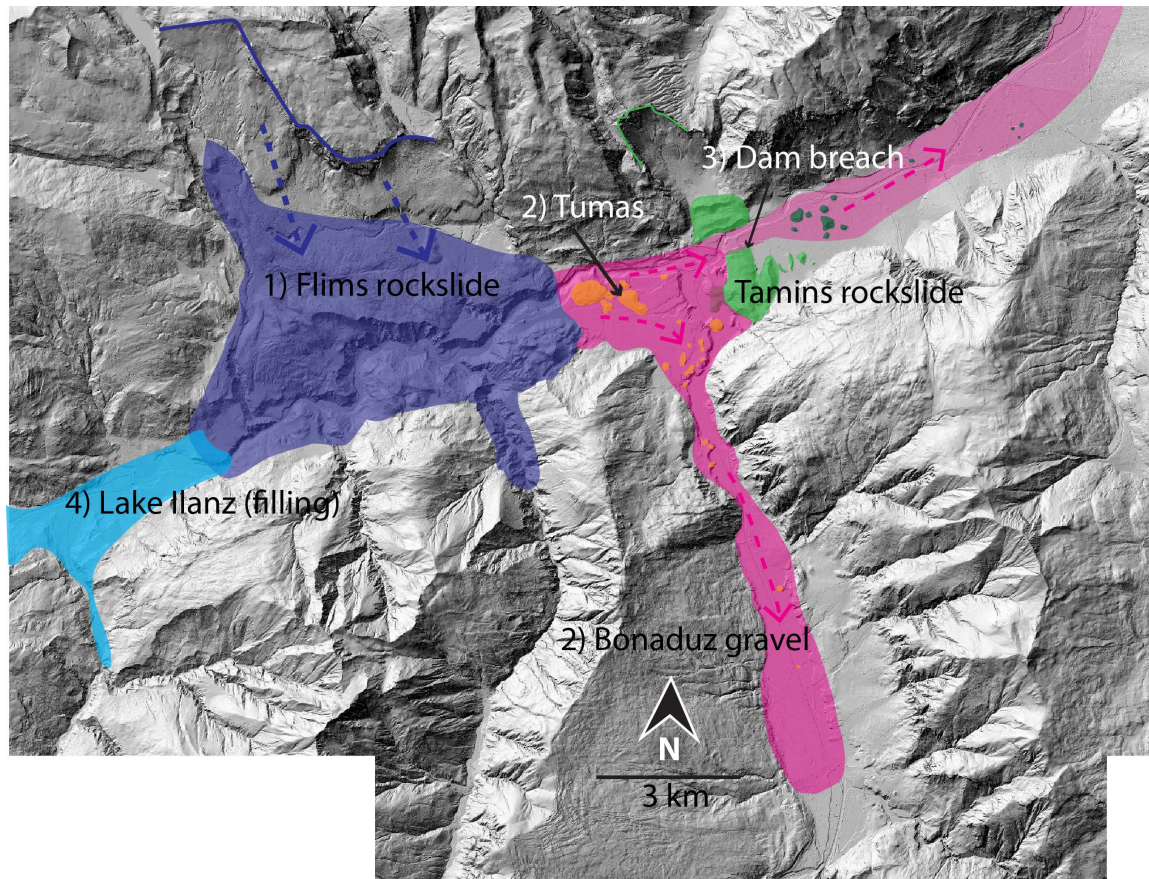 3) Dam breach
2) Tumas
1) Flims rockslide
Tamins rockslide
4) Lake Ilanz (filling)
2) Bonaduz gravel
N
3 km